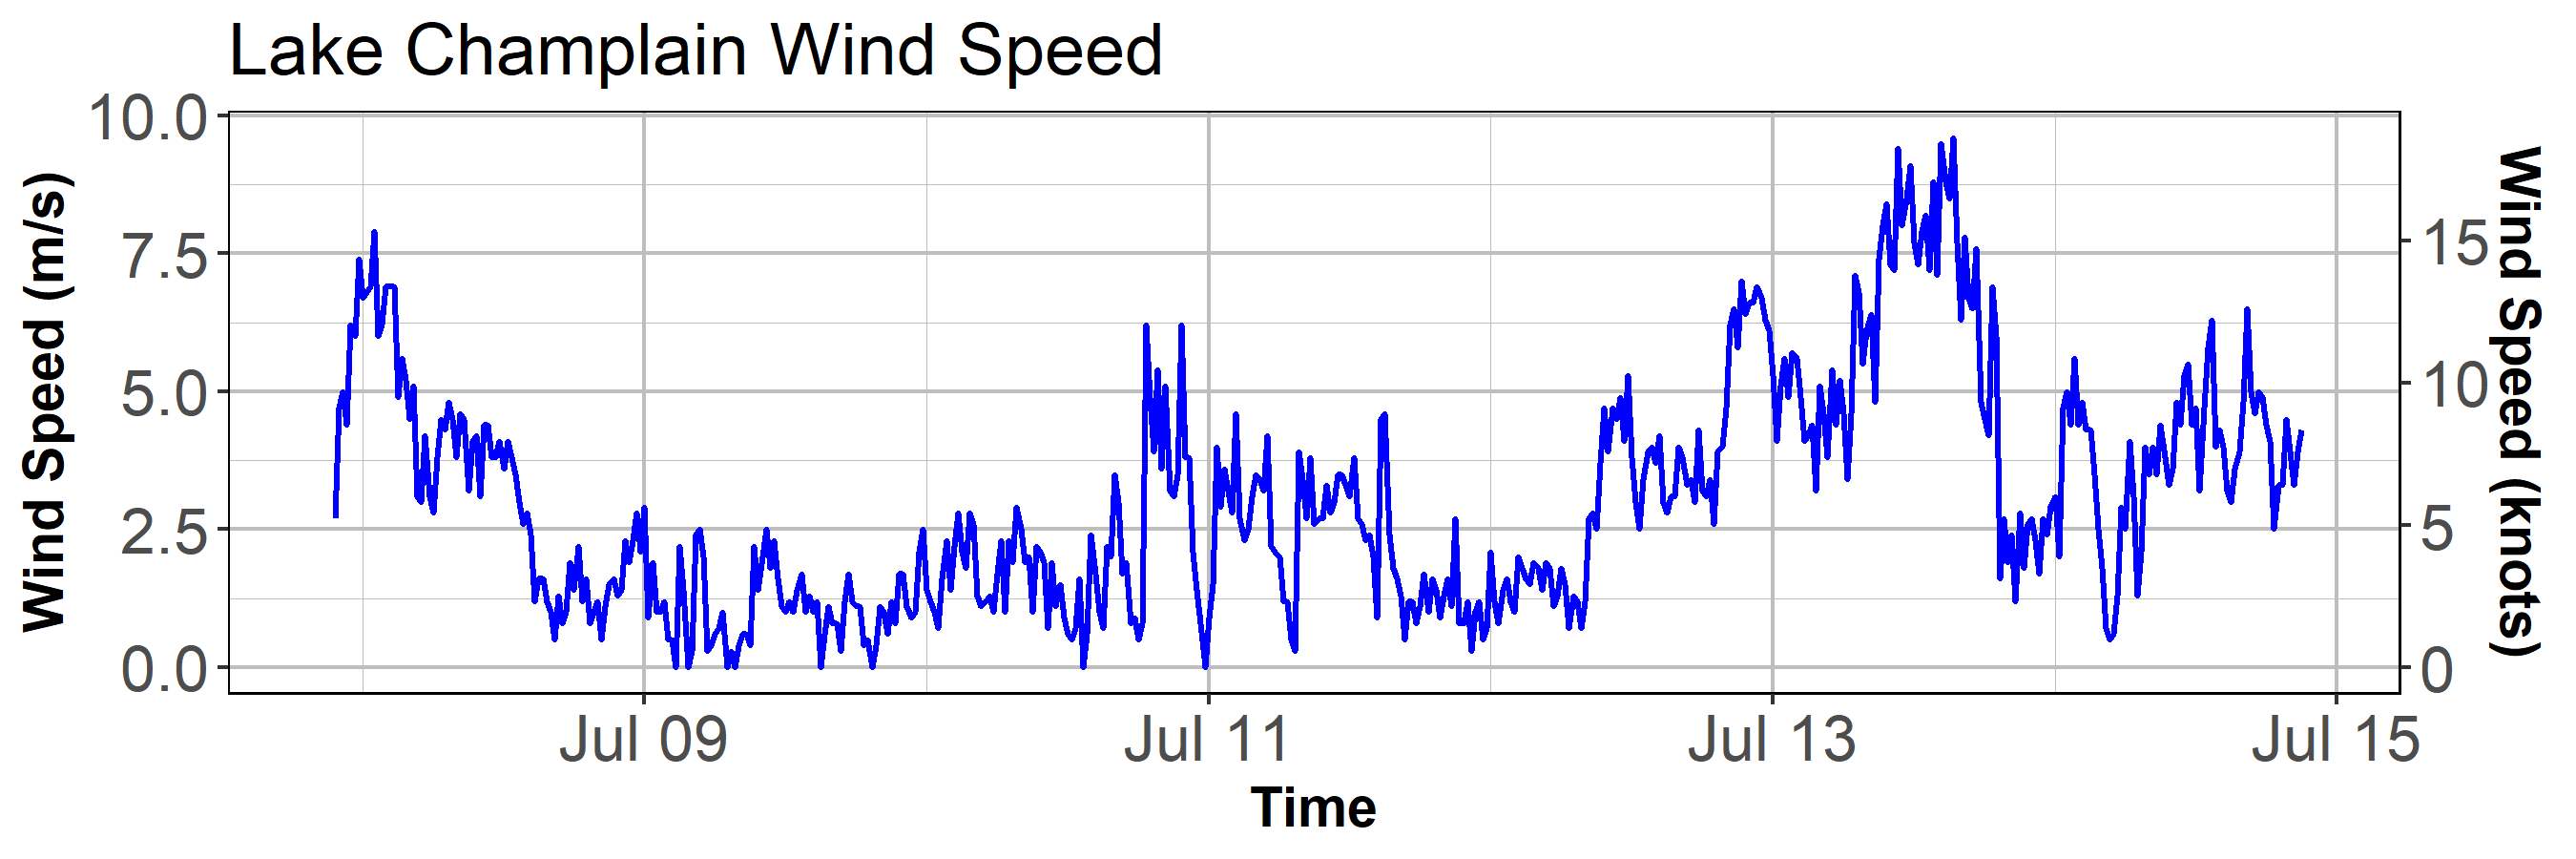 Lake Champlain Wind Speed
10.0
7.5
5.0
2.5
0.0
Wind Speed (m/s)
15
10
5
0
Wind Speed (knots)
Jul 09
Jul 11
Jul 13
Jul 15
Time